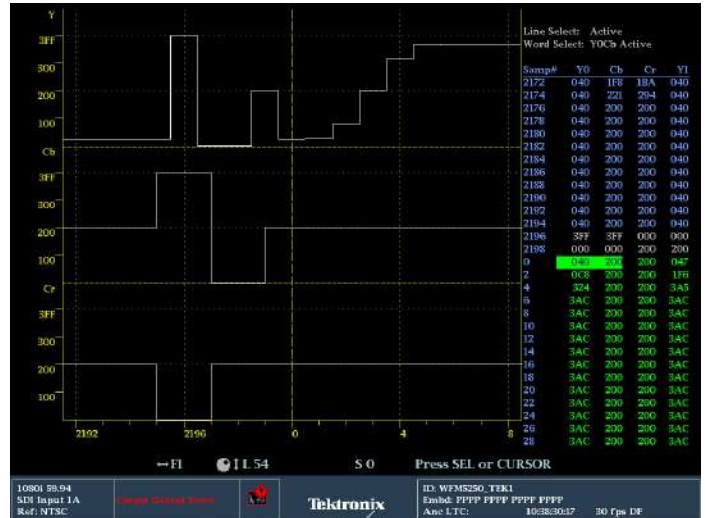 Y
3FF
300
200
100
Cb
3FF
300
200
100
Cr
3FF
300
200
100
2192 2196 0 4 8
Line Select: Active
Word Select: Y0Cb Active
Samp# Y0 Cb Cr Y1
2172 040 1F8 1BA 040
2174 040 221 294 040
2176 040 200 200 040
2178 040 200 200 040
2180 040 200 200 040
2182 040 200 200 040
2184 040 200 200 040
2186 040 200 200 040
2188 040 200 200 040
2190 040 200 200 040
2192 040 200 200 040
2194 040 200 200 040
2196 3FF 3FF 000 000
2198 000 000 200 200
0 040 200 200 047
2 0C8 200 200 1F6
4 324 200 200 3A5
6 3AC 200 200 3AC
8 3AC 200 200 3AC
10 3AC 200 200 3AC
12 3AC 200 200 3AC
14 3AC 200 200 3AC
16 3AC 200 200 3AC
18 3AC 200 200 3AC
20 3AC 200 200 3AC
22 3AC 200 200 3AC
24 3AC 200 200 3AC
26 3AC 200 200 3AC
28 3AC 200 200 3AC
F1 L 54 S 0 Press SEL or CURSOR
1080i 59.94
SDI Input 1A
Ref: NTSC
Tektronix
ID: WFM5250_TEK1
Embd: PPPP PPPP PPPP PPPP
Anc LTC: 10:38:30:17 30 fps DF